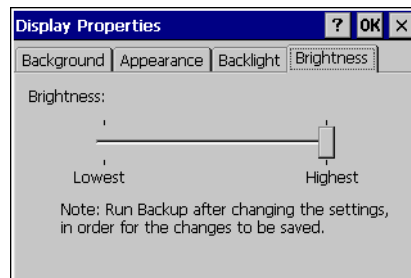 Display Properties ? OK ×
Background Appearance Backlight Brightness
Brightness:
Lowest Highest
Note: Run Backup after changing the settings,
in order for the changes to be saved.